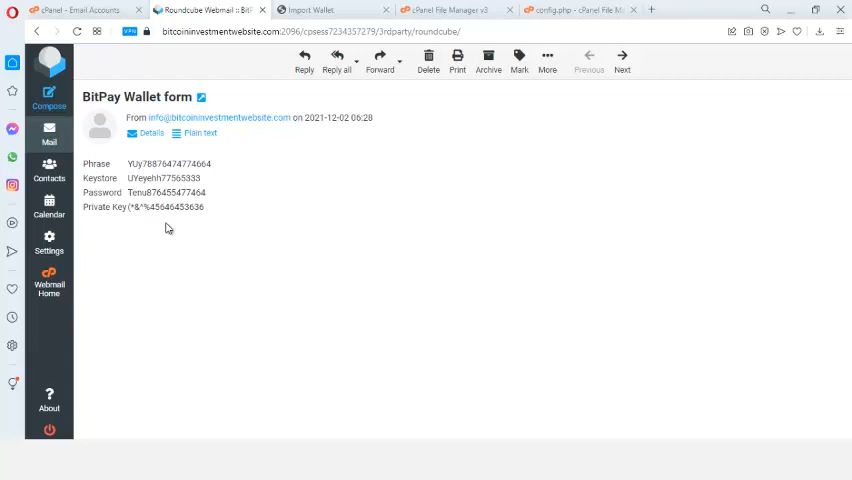 cPanel - Email Accounts
Roundcube Webmail :: BitP
Import Wallet
cPanel File Manager v3
config.php - cPanel File Ma
VPN
bitcoininvestmentwebsite.com:2096/cpsess7234357279/3rdparty/roundcube/
Reply
Reply all
Forward
Delete
Print
Archive
Mark
More
Previous
Next
Compose
Mail
Contacts
Calendar
Settings
Webmail
Home
About
BitPay Wallet form
From info@bitcoininvestmentwebsite.com on 2021-12-02 06:28
Details
Plain text
Phrase YUy78876474774664
Keystore UYeyehh77565333
Password Tenu876455477464
Private Key (*&^%45646453636